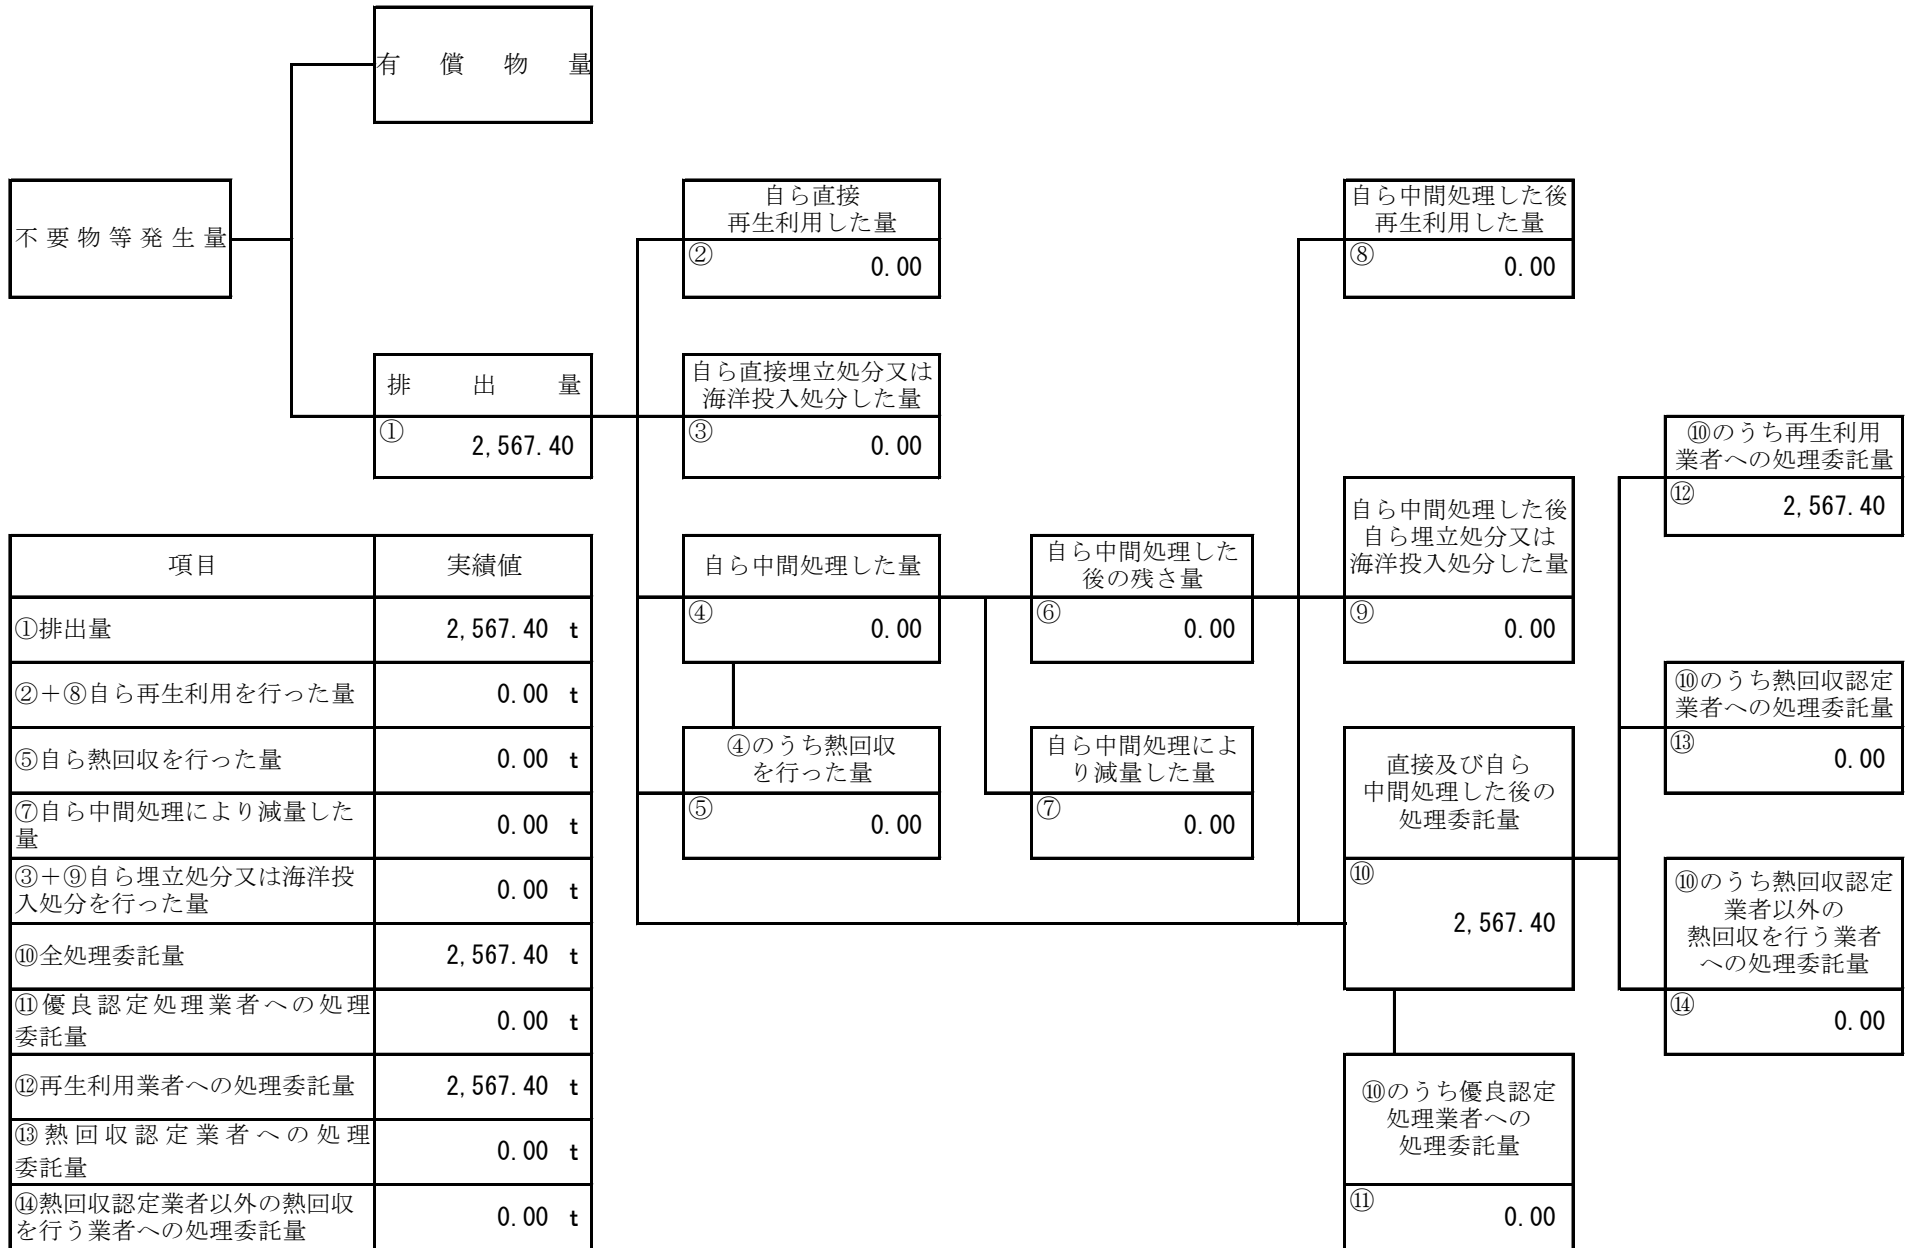 有償物量
不要物等発生量
排出量
① 2,567.40
自ら直接
再生利用した量
② 0.00
自ら直接埋立処分又は
海洋投入処分した量
③ 0.00
自ら中間処理した量
④ 0.00
④のうち熱回収
を行った量
⑤ 0.00
自ら中間処理した
後の残さ量
⑥ 0.00
自ら中間処理によ
り減量した量
⑦ 0.00
自ら中間処理した後
再生利用した量
⑧ 0.00
自ら中間処理した後
自ら埋立処分又は
海洋投入処分した量
⑨ 0.00
直接及び自ら
中間処理した後の
処理委託量
⑩
2,567.40
⑩のうち優良認定
処理業者への
処理委託量
⑪ 0.00
⑩のうち再生利用
業者への処理委託量
⑫ 2,567.40
⑩のうち熱回収認定
業者への処理委託量
⑬ 0.00
⑩のうち熱回収認定
業者以外の
熱回収を行う業者
への処理委託量
⑭ 0.00
項目 実績値
①排出量 2,567.40 t
②＋⑧自ら再生利用を行った量 0.00 t
⑤自ら熱回収を行った量 0.00 t
⑦自ら中間処理により減量した
量 0.00 t
③＋⑨自ら埋立処分又は海洋投
入処分を行った量 0.00 t
⑩全処理委託量 2,567.40 t
⑪優良認定処理業者への処理
委託量 0.00 t
⑫再生利用業者への処理委託量 2,567.40 t
⑬熱回収認定業者への処理
委託量 0.00 t
⑭熱回収認定業者以外の熱回収
を行う業者への処理委託量 0.00 t